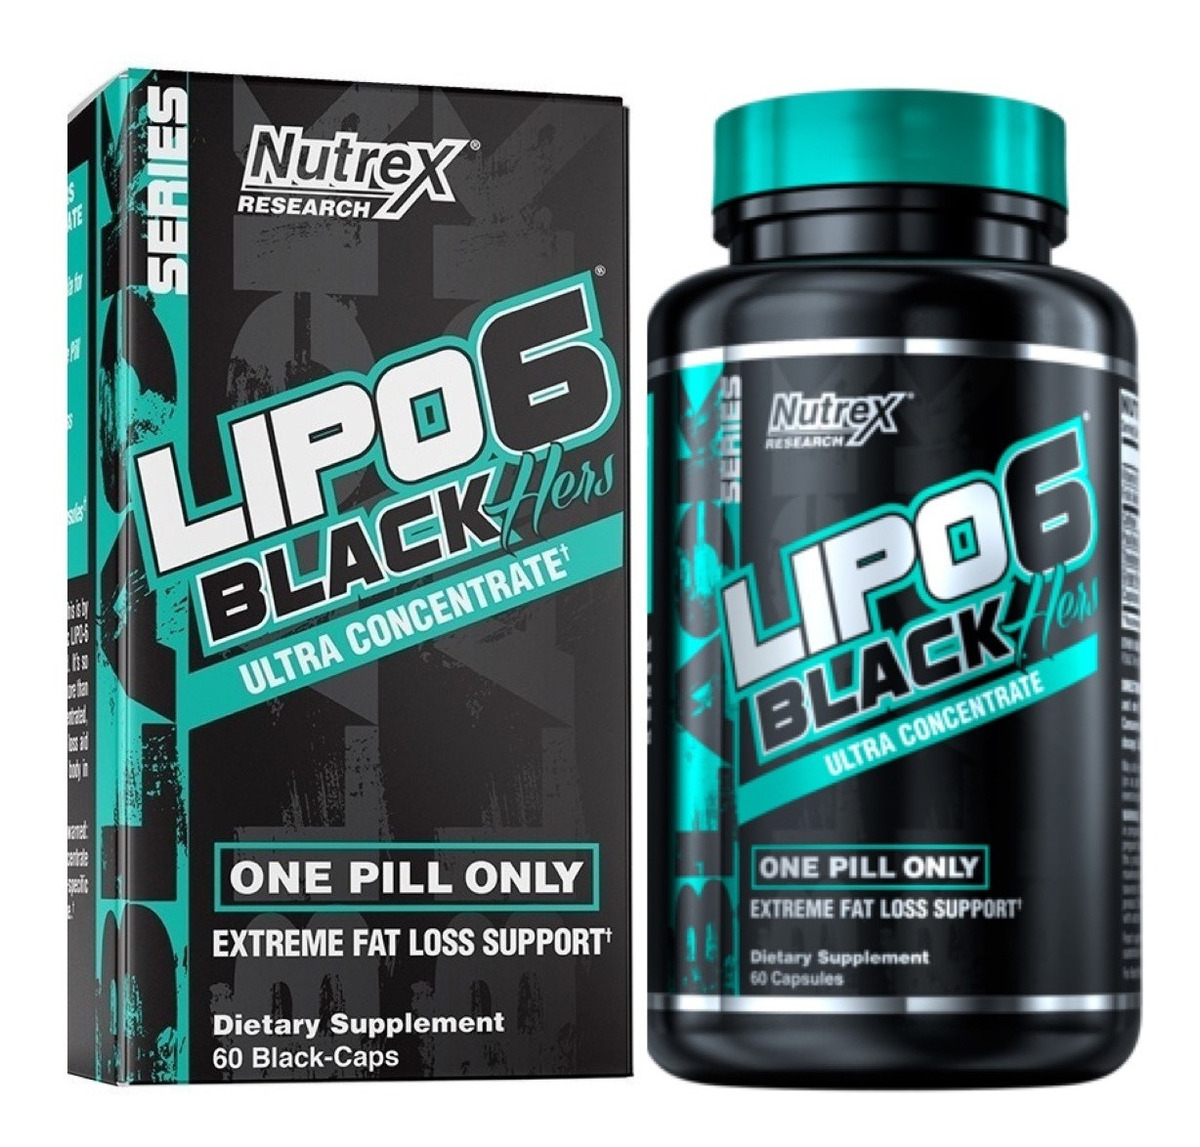 SERIES
Nutrex®
RESEARCH
LIPO6®
BLACK Hers
ULTRA CONCENTRATE†
ONE PILL ONLY
EXTREME FAT LOSS SUPPORT†
Dietary Supplement
60 Black-Caps
SERIES
Nutrex®
RESEARCH
LIPO6®
BLACK Hers
ULTRA CONCENTRATE
ONE PILL ONLY
EXTREME FAT LOSS SUPPORT†
Dietary Supplement
60 Capsules